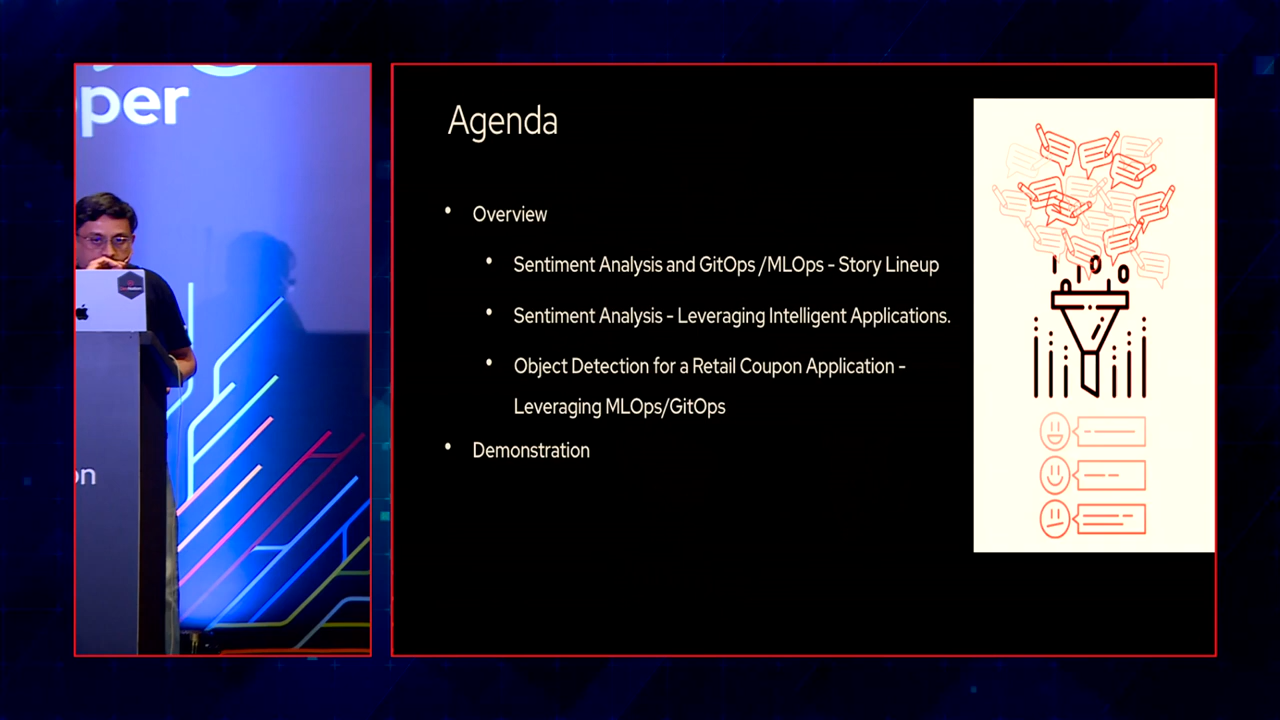 per
on
Agenda
Overview
Sentiment Analysis and GitOps /MLOps - Story Lineup
Sentiment Analysis - Leveraging Intelligent Applications.
Object Detection for a Retail Coupon Application -
Leveraging MLOps/GitOps
Demonstration